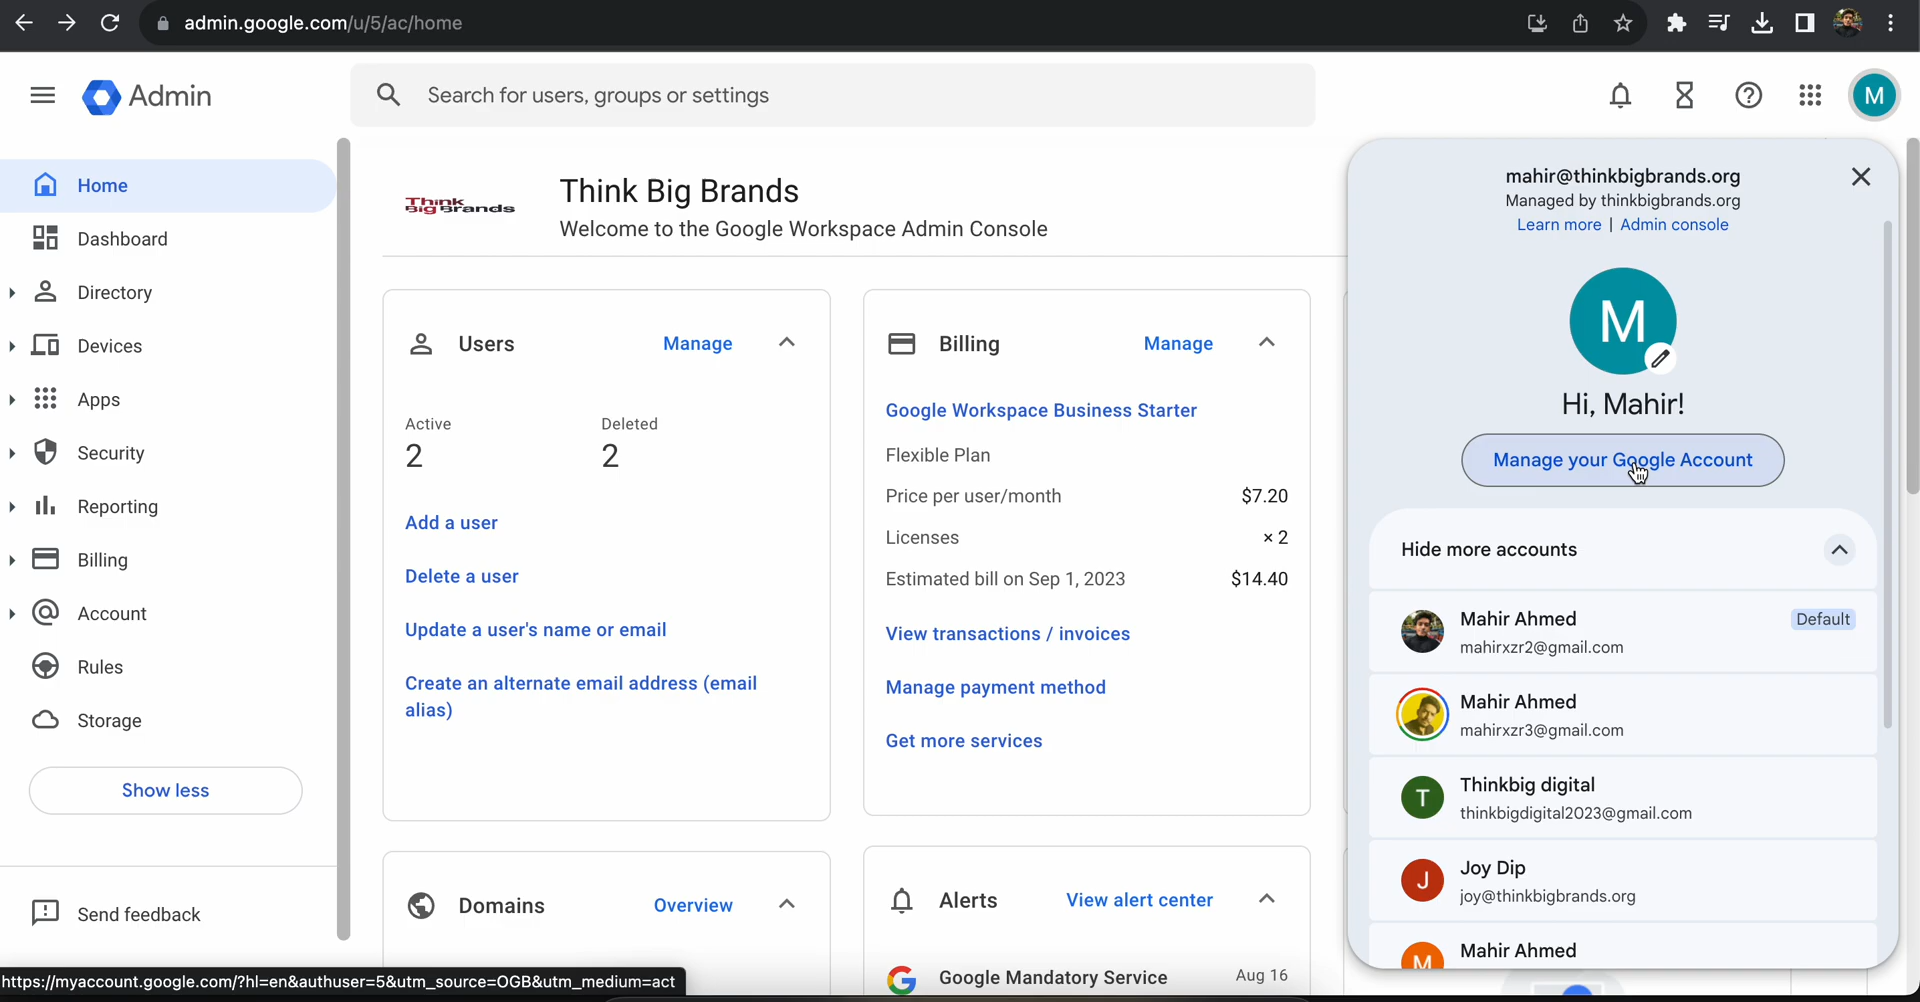 admin.google.com/u/5/ac/home
Admin
Search for users, groups or settings
M
Home
Dashboard
Directory
Devices
Apps
Security
Reporting
Billing
Account
Rules
Storage
Show less
Send feedback
Think
Big Brands
Think Big Brands
Welcome to the Google Workspace Admin Console
Users
Manage
Active
Deleted
2
2
Add a user
Delete a user
Update a user's name or email
Create an alternate email address (email
alias)
Billing
Manage
Google Workspace Business Starter
Flexible Plan
Price per user/month $7.20
Licenses × 2
Estimated bill on Sep 1, 2023 $14.40
View transactions / invoices
Manage payment method
Get more services
Domains
Overview
Alerts
View alert center
Google Mandatory Service Aug 16
mahir@thinkbigbrands.org
Managed by thinkbigbrands.org
Learn more | Admin console
M
Hi, Mahir!
Manage your Google Account
Hide more accounts
Mahir Ahmed Default
mahirxzr2@gmail.com
Mahir Ahmed
mahirxzr3@gmail.com
T
Thinkbig digital
thinkbigdigital2023@gmail.com
J
Joy Dip
joy@thinkbigbrands.org
M
Mahir Ahmed
https://myaccount.google.com/?hl=en&authuser=5&utm_source=OGB&utm_medium=act